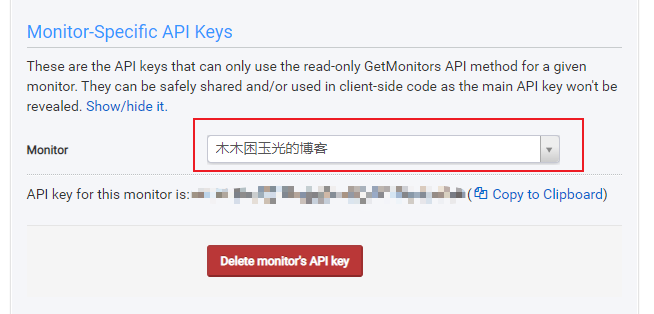 Monitor-Specific API Keys
These are the API keys that can only use the read-only GetMonitors API method for a given
monitor. They can be safely shared and/or used in client-side code as the main API key won't be
revealed. Show/hide it.
Monitor 木木困玉光的博客
API key for this monitor is: ( Copy to Clipboard)
Delete monitor's API key